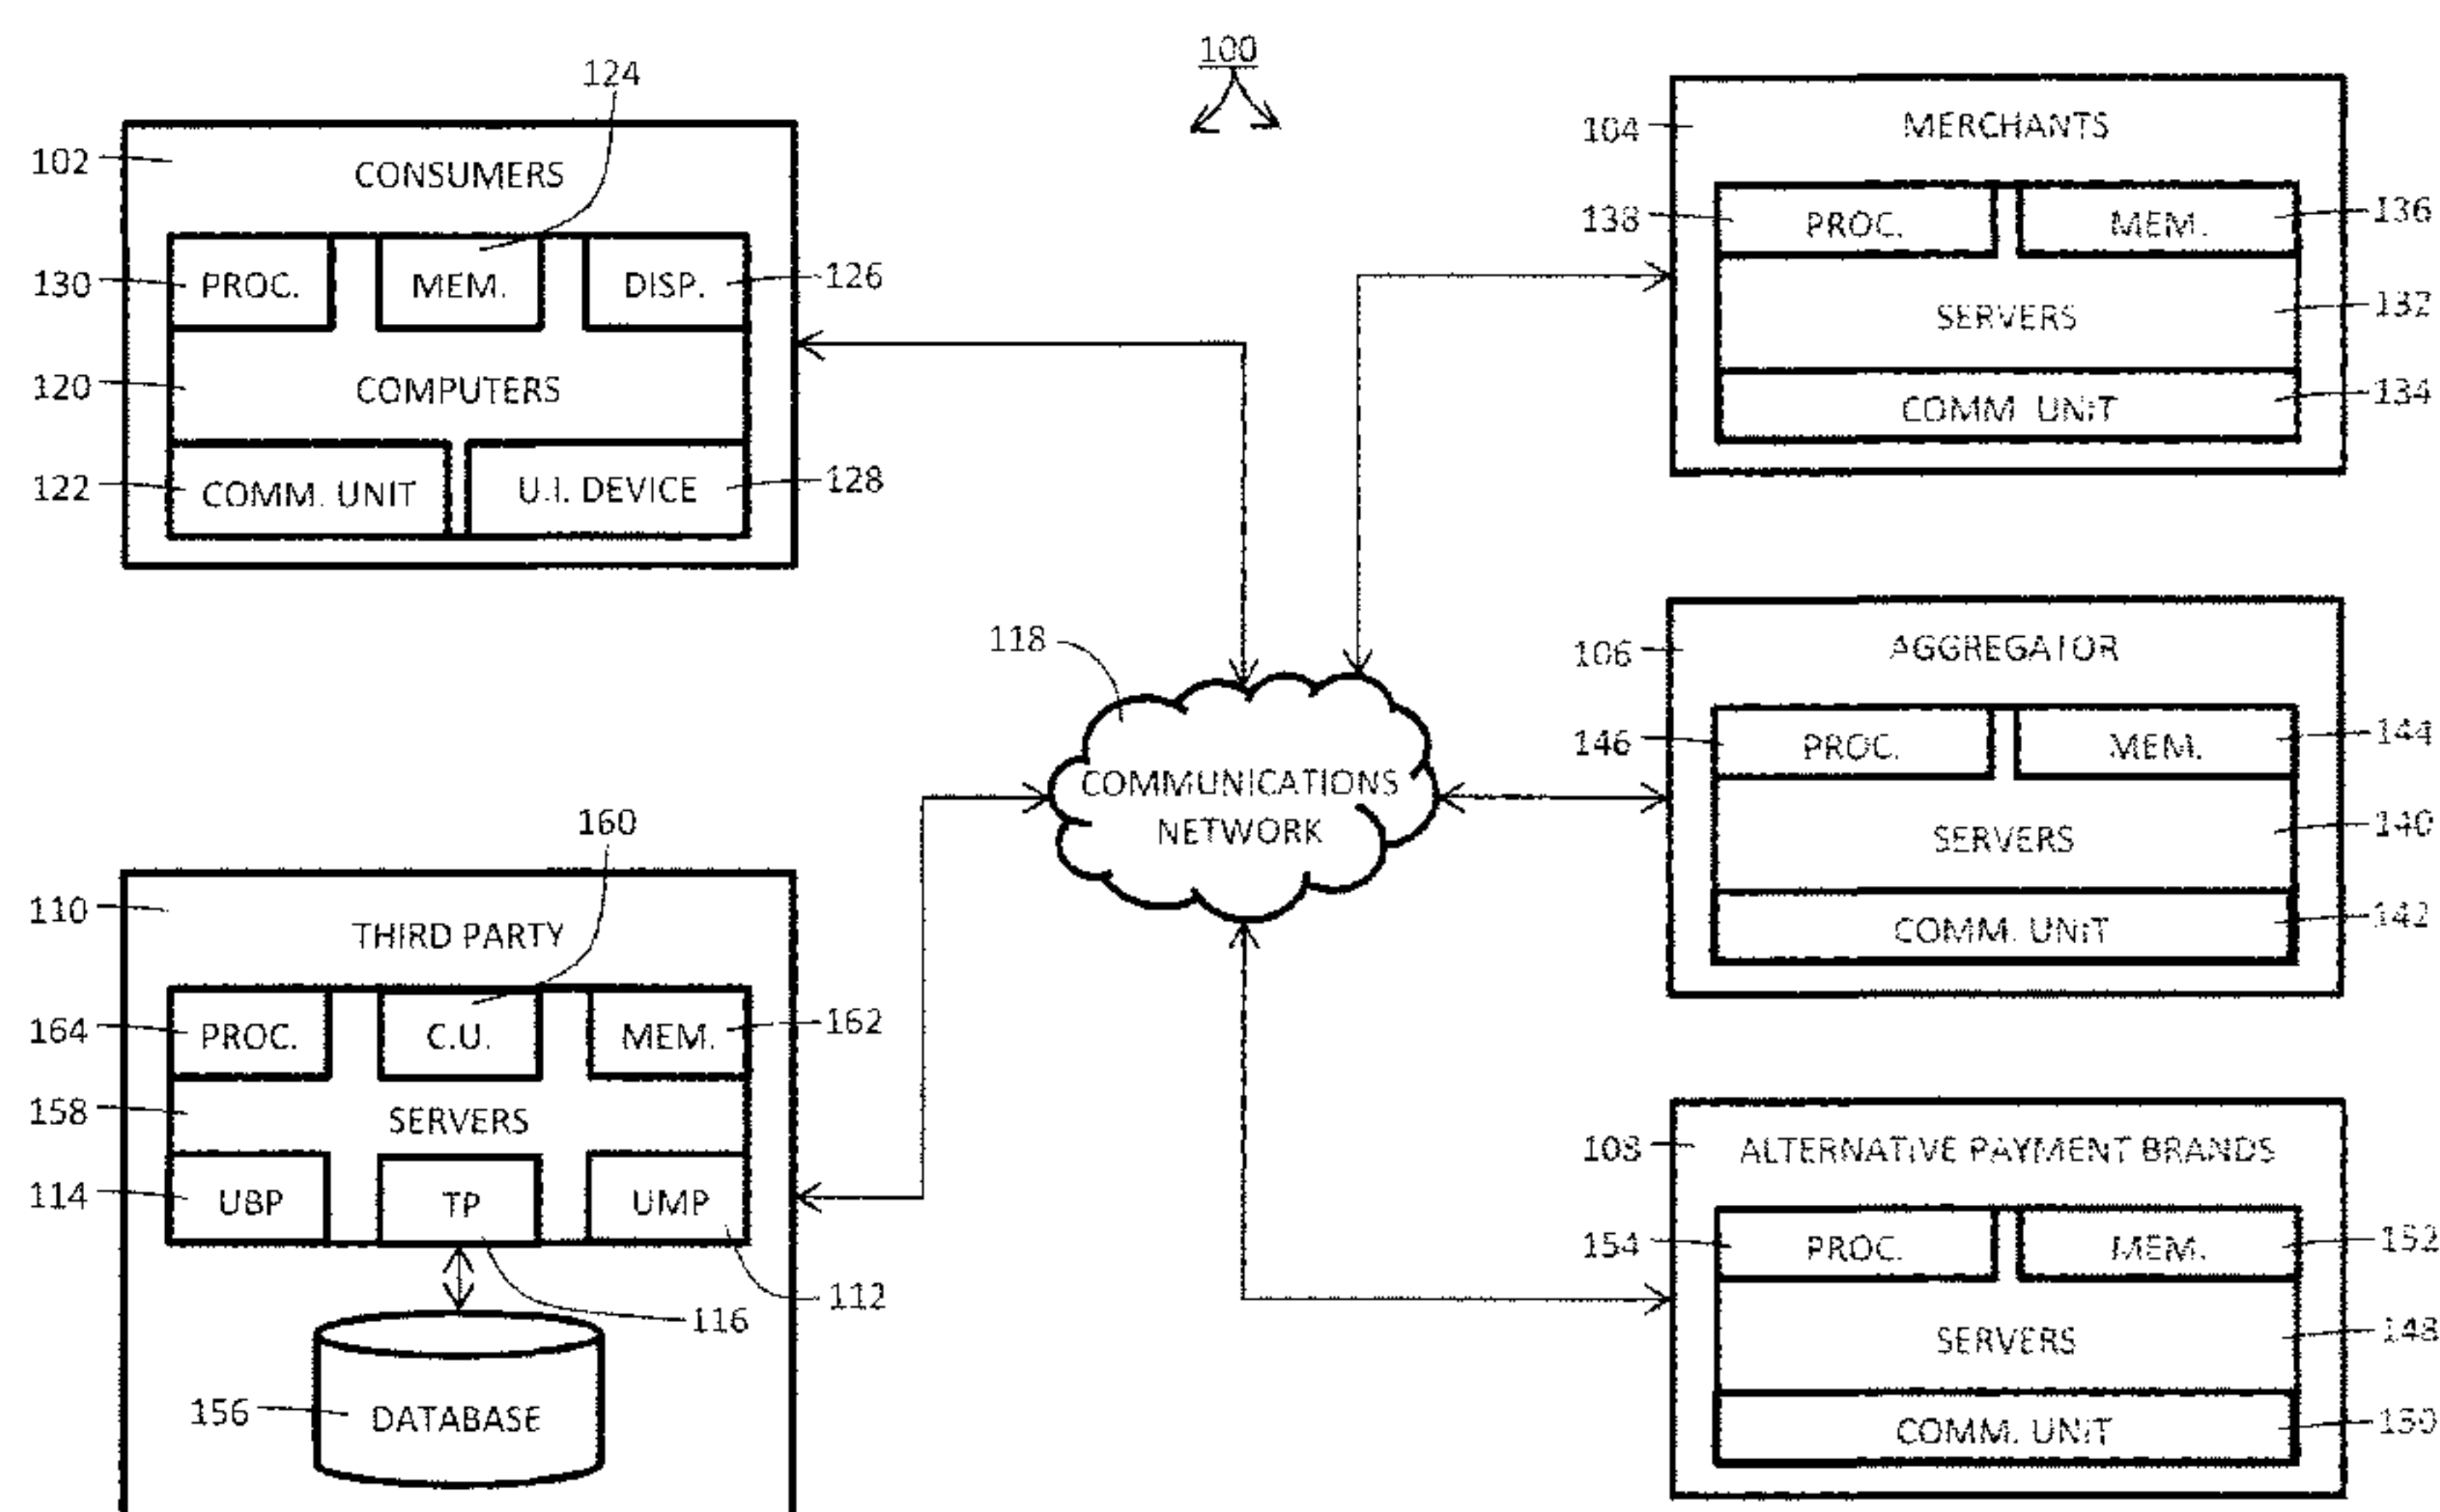 100
124
102
CONSUMERS
130
PROC.
MEM.
DISP.
126
120
COMPUTERS
122
COMM. UNIT
U.I. DEVICE
128
104
MERCHANTS
138
PROC.
MEM.
136
SERVERS
132
COMM. UNIT
134
118
COMMUNICATIONS
NETWORK
106
AGGREGATOR
146
PROC.
MEM.
144
SERVERS
140
COMM. UNIT
142
160
110
THIRD PARTY
164
PROC.
C.U.
MEM.
162
158
SERVERS
114
UBP
TP
UMP
112
116
156
DATABASE
108
ALTERNATIVE PAYMENT BRANDS
154
PROC.
MEM.
152
SERVERS
148
COMM. UNIT
150